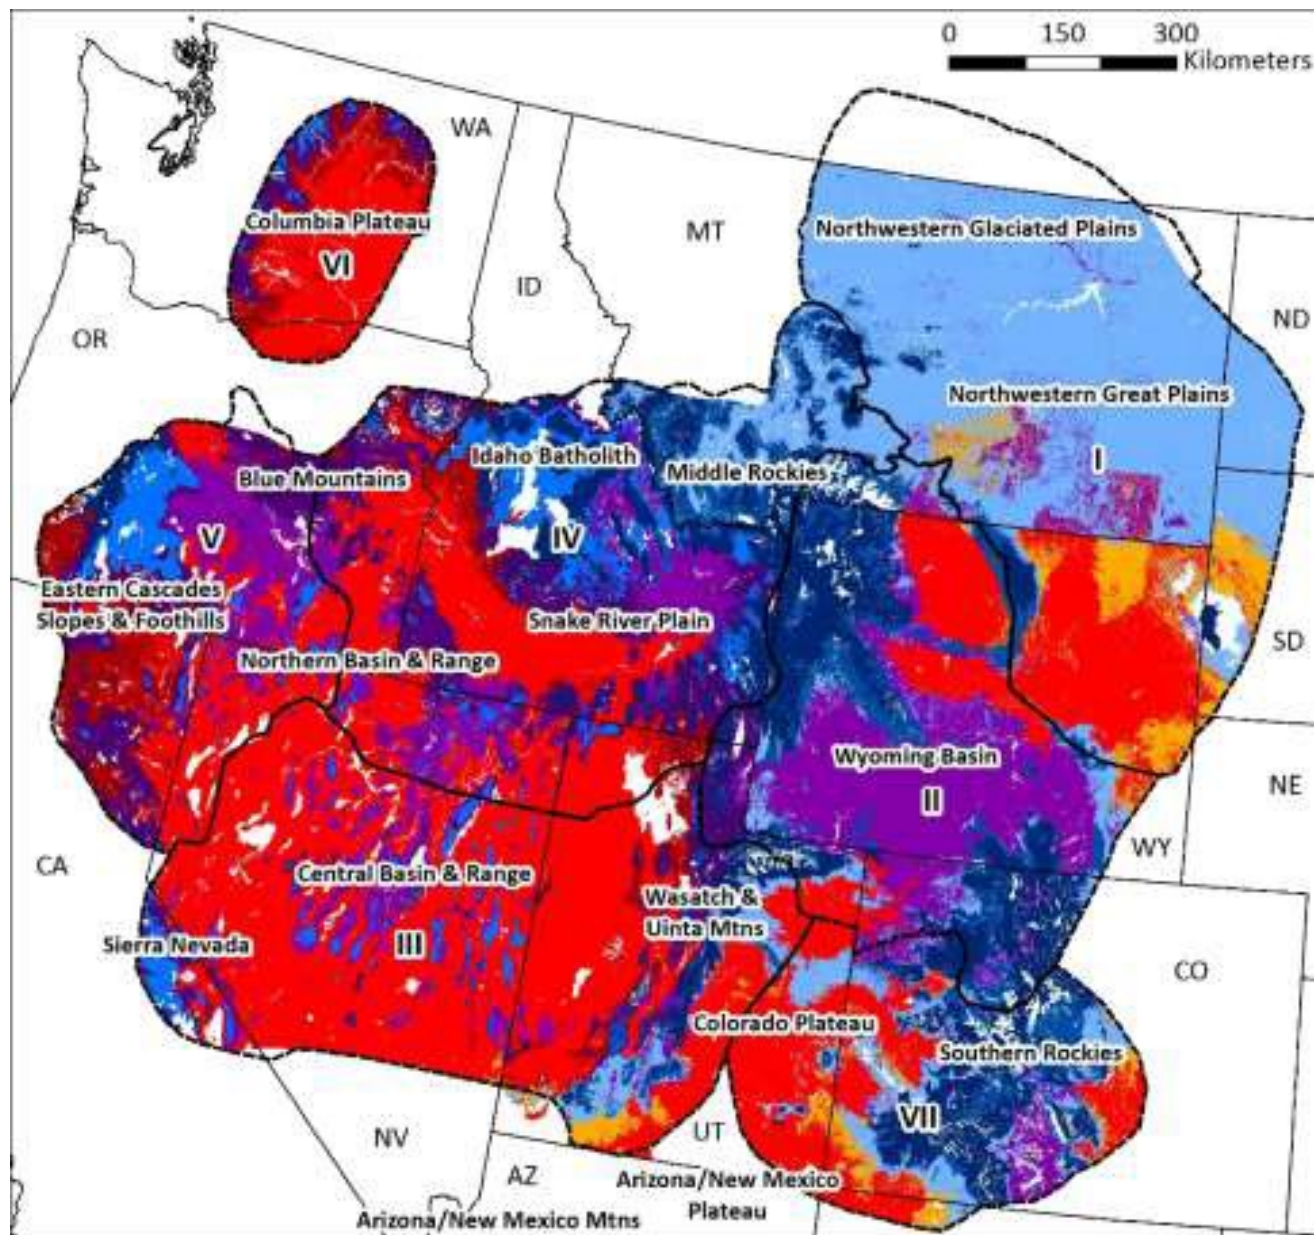 0 150 300
Kilometers
WA
Columbia Plateau
VI
MT
Northwestern Glaciated Plains
ID
OR
ND
Northwestern Great Plains
I
Idaho Batholith
Middle Rockies
Blue Mountains
V
IV
Eastern Cascades
Slopes & Foothills
Snake River Plain
SD
Northern Basin & Range
Wyoming Basin
II
NE
WY
CA
Central Basin & Range
Wasatch &
Uinta Mtns
Sierra Nevada
III
CO
Colorado Plateau
Southern Rockies
VII
NV
UT
AZ
Arizona/New Mexico
Plateau
Arizona/New Mexico Mtns